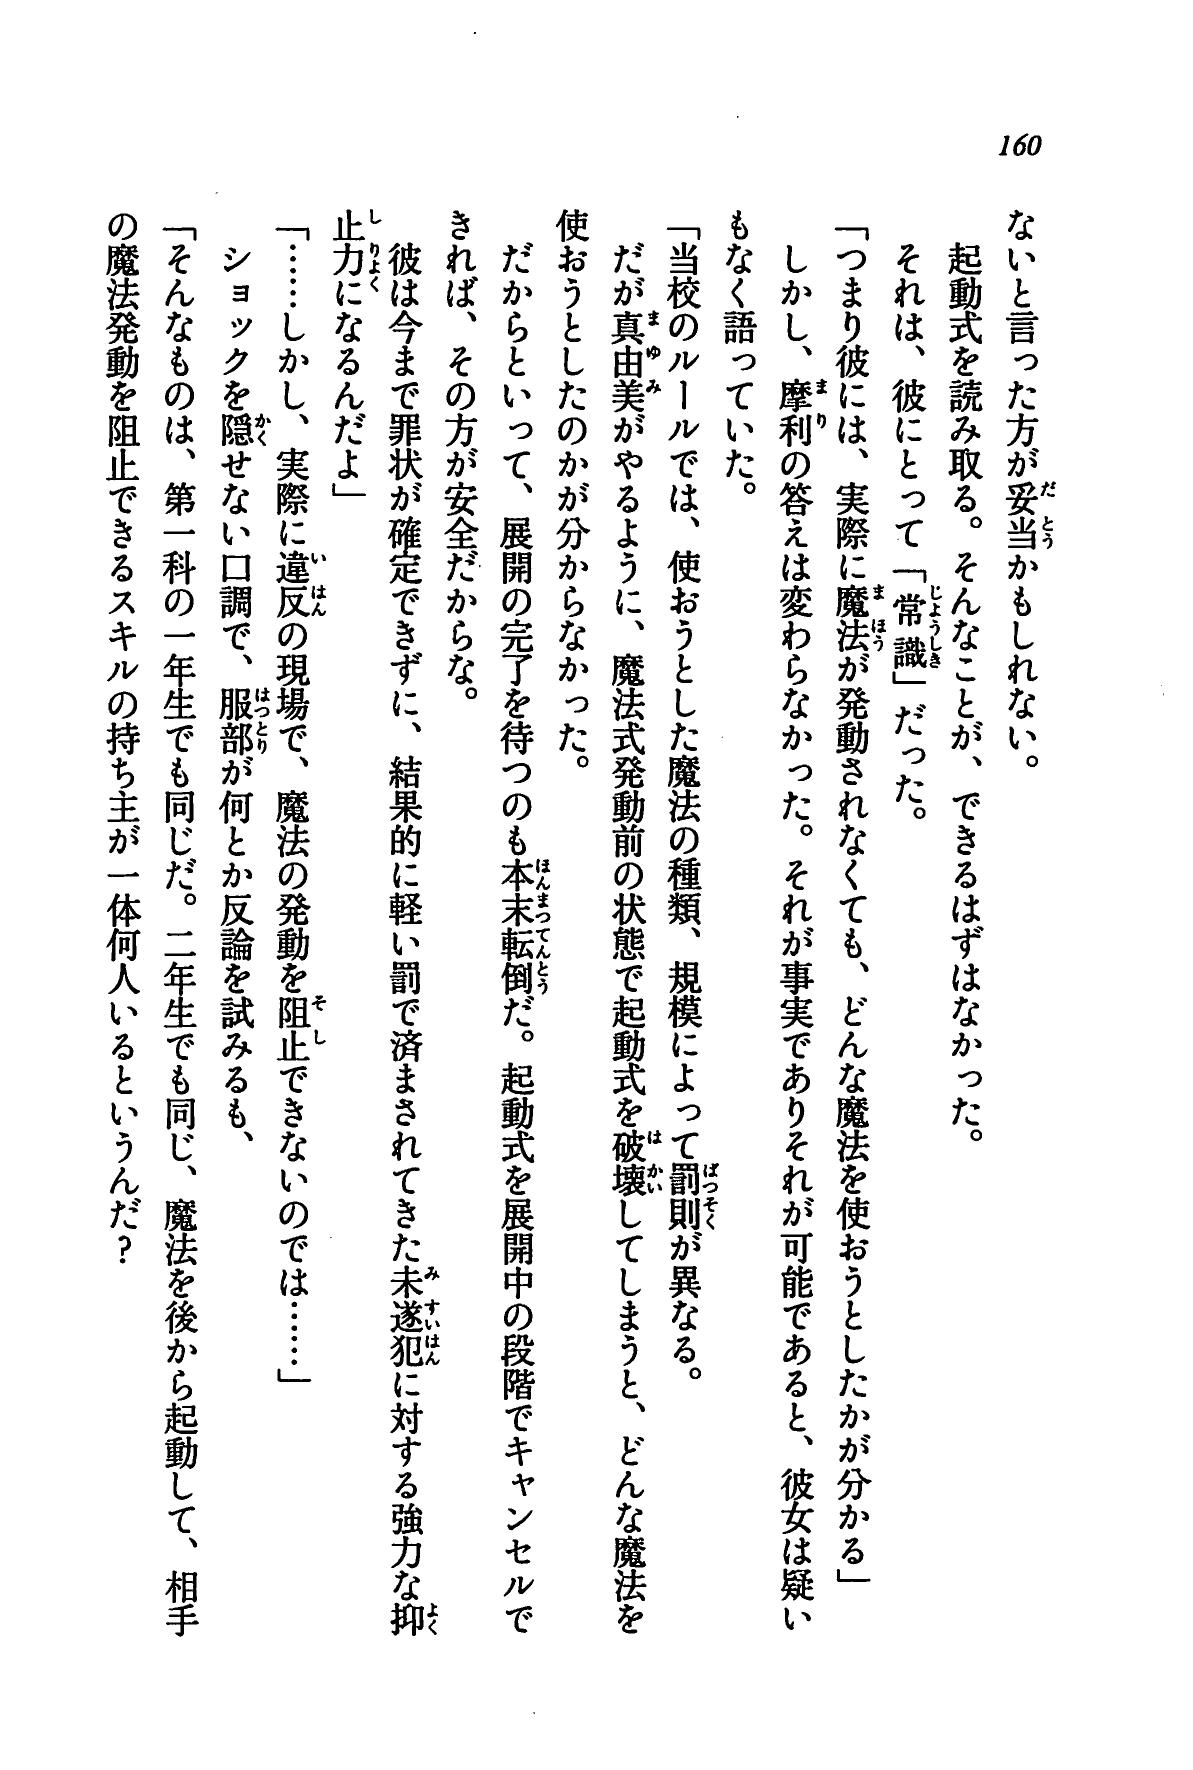 160
ないと言った方が妥当かもしれない。
起動式を読み取る。そんなことが、できるはずはなかった。
それは、彼にとって「常識」だった。
「つまり彼には、実際に魔法が発動されなくても、どんな魔法を使おうとしたかが分かる」
しかし、摩利の答えは変わらなかった。それが事実でありそれが可能であると、彼女は疑い
もなく語っていた。
「当校のルールでは、使おうとした魔法の種類、規模によって罰則が異なる。
だが真由美がやるように、魔法式発動前の状態で起動式を破壊してしまうと、どんな魔法を
使おうとしたのかが分からなかった。
だからといって、展開の完了を待つのも本末転倒だ。起動式を展開中の段階でキャンセルで
きれば、その方が安全だからな。
彼は今まで罪状が確定できずに、結果的に軽い罰で済まされてきた未遂犯に対する強力な抑
止力になるんだよ」
「……しかし、実際に違反の現場で、魔法の発動を阻止できないのでは……」
ショックを隠せない口調で、服部が何とか反論を試みるも、
「そんなものは、第一科の一年生でも同じだ。二年生でも同じ、魔法を後から起動して、相手
の魔法発動を阻止できるスキルの持ち主が一体何人いるというんだ？